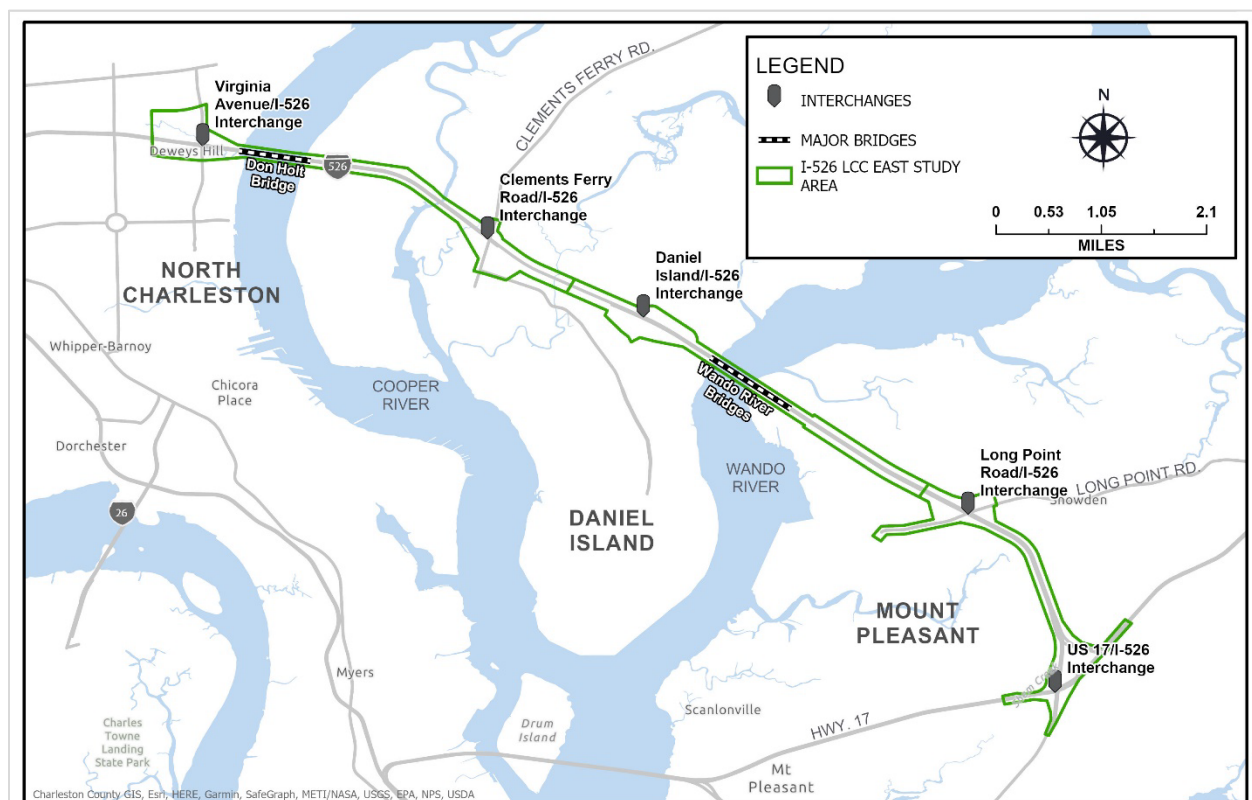 LEGEND
INTERCHANGES
MAJOR BRIDGES
I-526 LCC EAST STUDY
AREA
N
0 0.53 1.05 2.1
MILES
CLEMENTS FERRY RD.
Virginia
Avenue/I-526
Interchange
Deweys Hill
Don Holt
Bridge
526
Clements Ferry
Road/I-526
Interchange
Daniel
Island/I-526
Interchange
NORTH
CHARLESTON
Whipper-Barnoy
Chicora
Place
COOPER
RIVER
Wando River
Bridges
Dorchester
26
WANDO
RIVER
Long Point
Road/I-526
Interchange
LONG POINT RD.
Snowden
DANIEL
ISLAND
MOUNT
PLEASANT
US 17/I-526
Interchange
Myers
Scanlonville
HWY. 17
Charles
Towne
Landing
State Park
Drum
Island
Mt
Pleasant
Charleston County GIS, Esri, HERE, Garmin, SafeGraph, METI/NASA, USGS, EPA, NPS, USDA